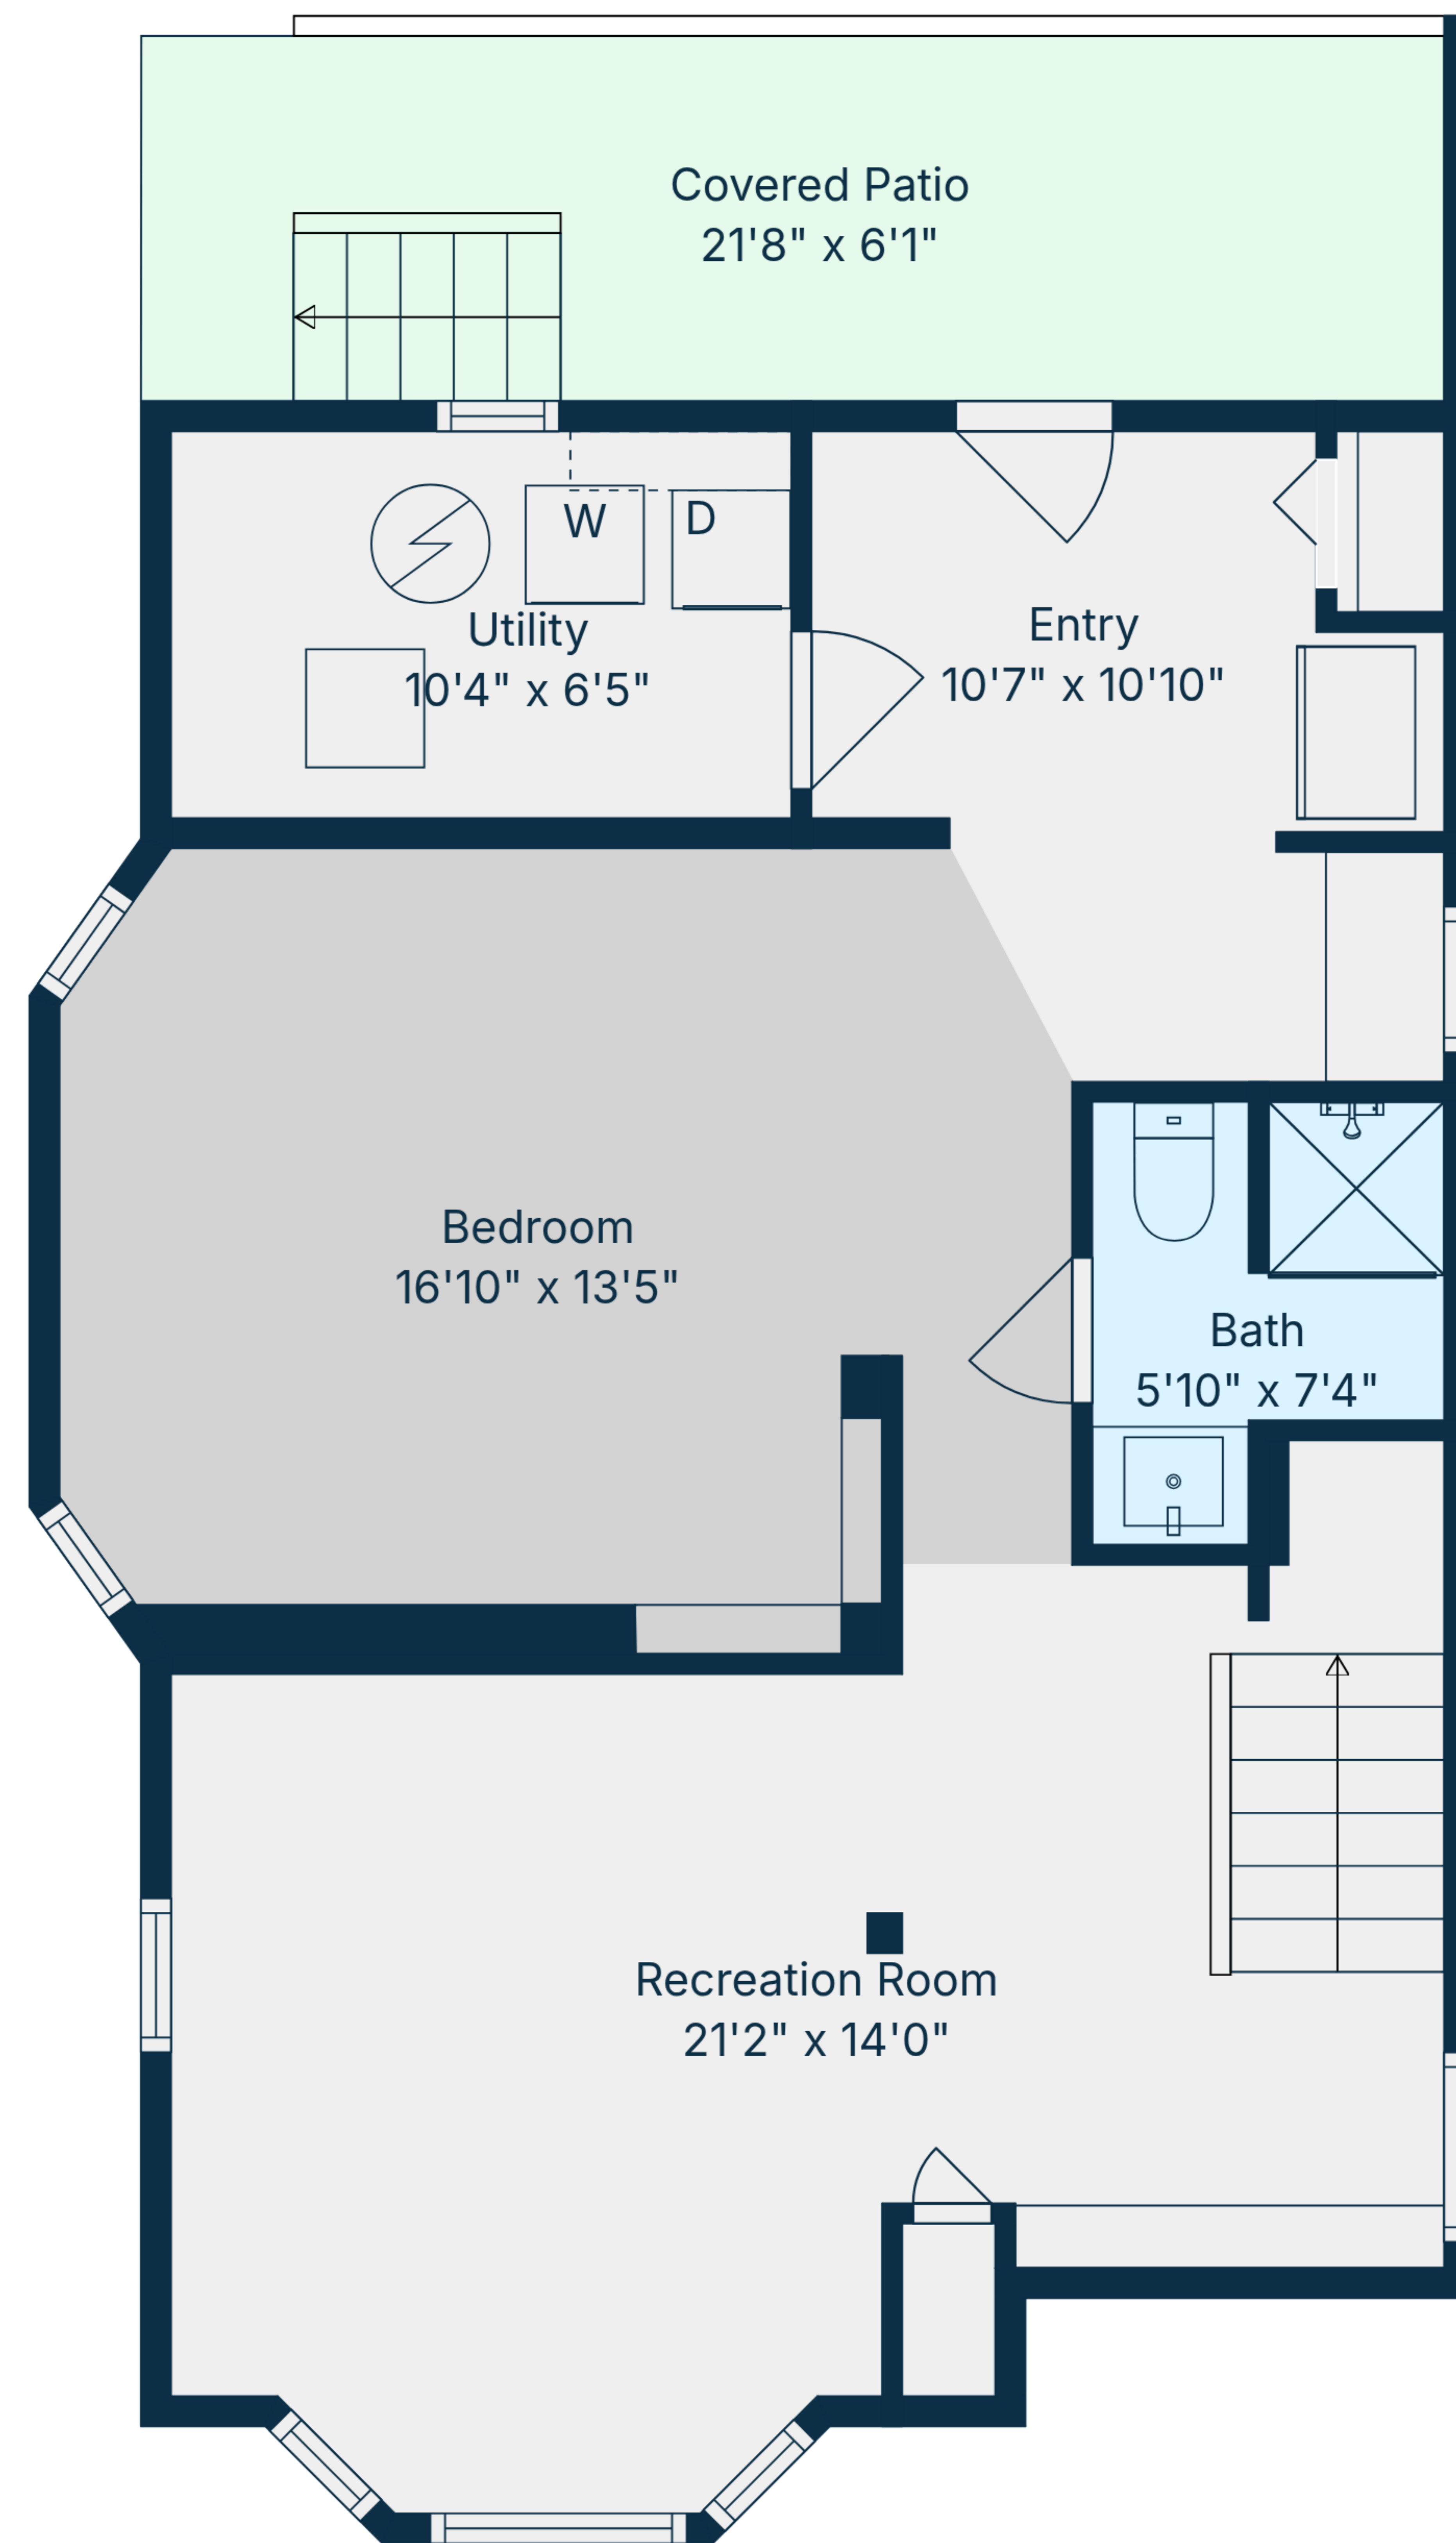 Covered Patio
21'8" x 6'1"
W
D
Utility
10'4" x 6'5"
Entry
10'7" x 10'10"
Bedroom
16'10" x 13'5"
Bath
5'10" x 7'4"
Recreation Room
21'2" x 14'0"